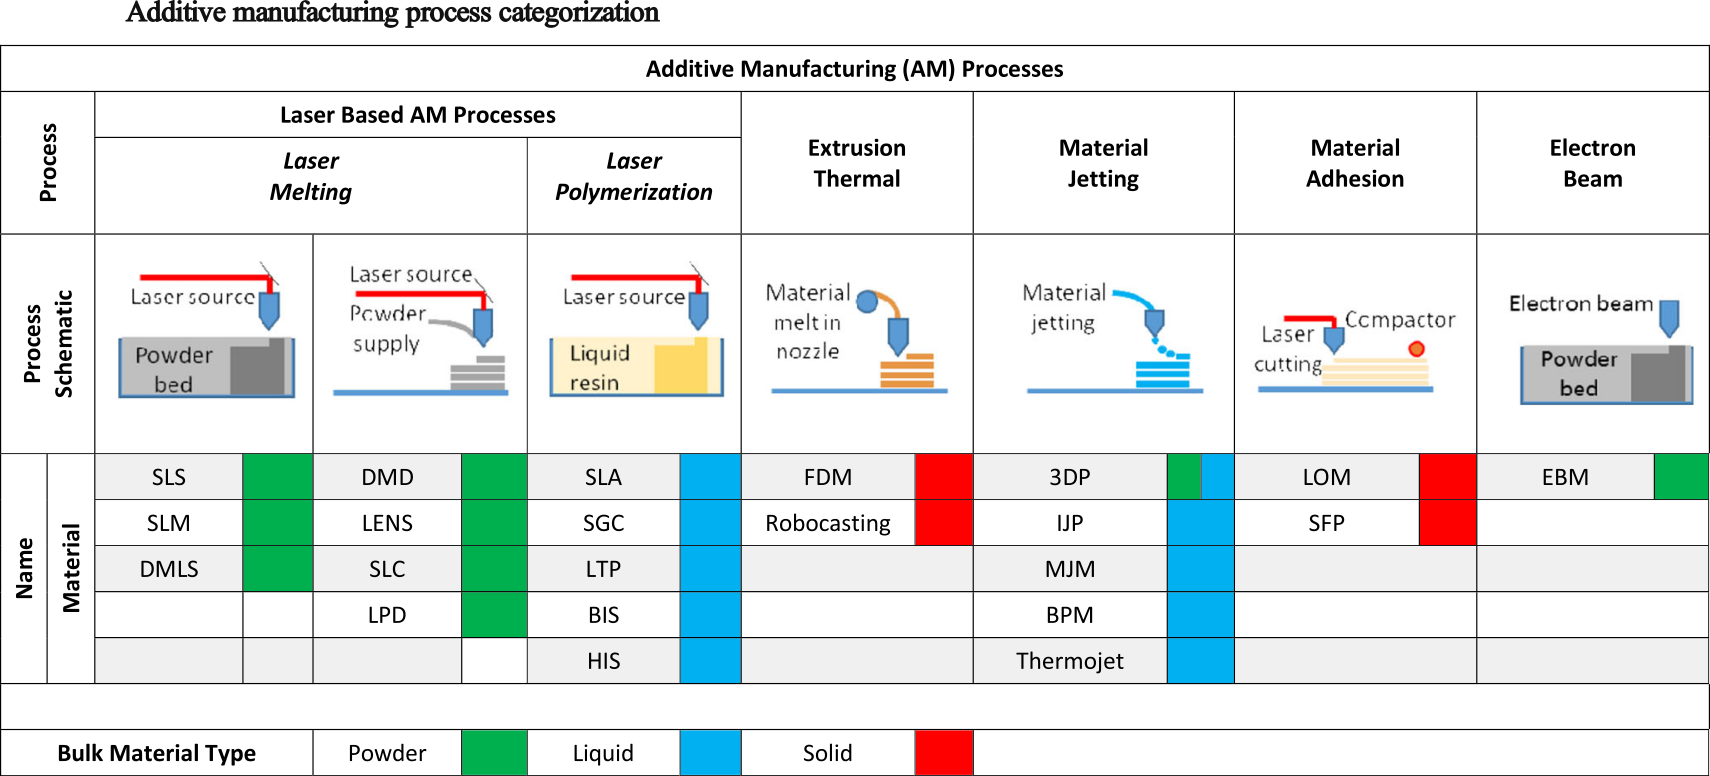 Additive manufacturing process categorization
Additive Manufacturing (AM) Processes
Process
Laser Based AM Processes
Laser
Melting
Laser
Polymerization
Extrusion
Thermal
Material
Jetting
Material
Adhesion
Electron
Beam
Process
Schematic
Laser source
Powder
bed
Laser source
Powder
supply
Laser source
Liquid
resin
Material
melt in
nozzle
Material
jetting
Laser
cutting
Compactor
Electron beam
Powder
bed
Name
Material
SLS DMD SLA FDM 3DP LOM EBM
SLM LENS SGC Robocasting IJP SFP
DMLS SLC LTP MJM
LPD BIS BPM
HIS Thermojet
Bulk Material Type Powder Liquid Solid